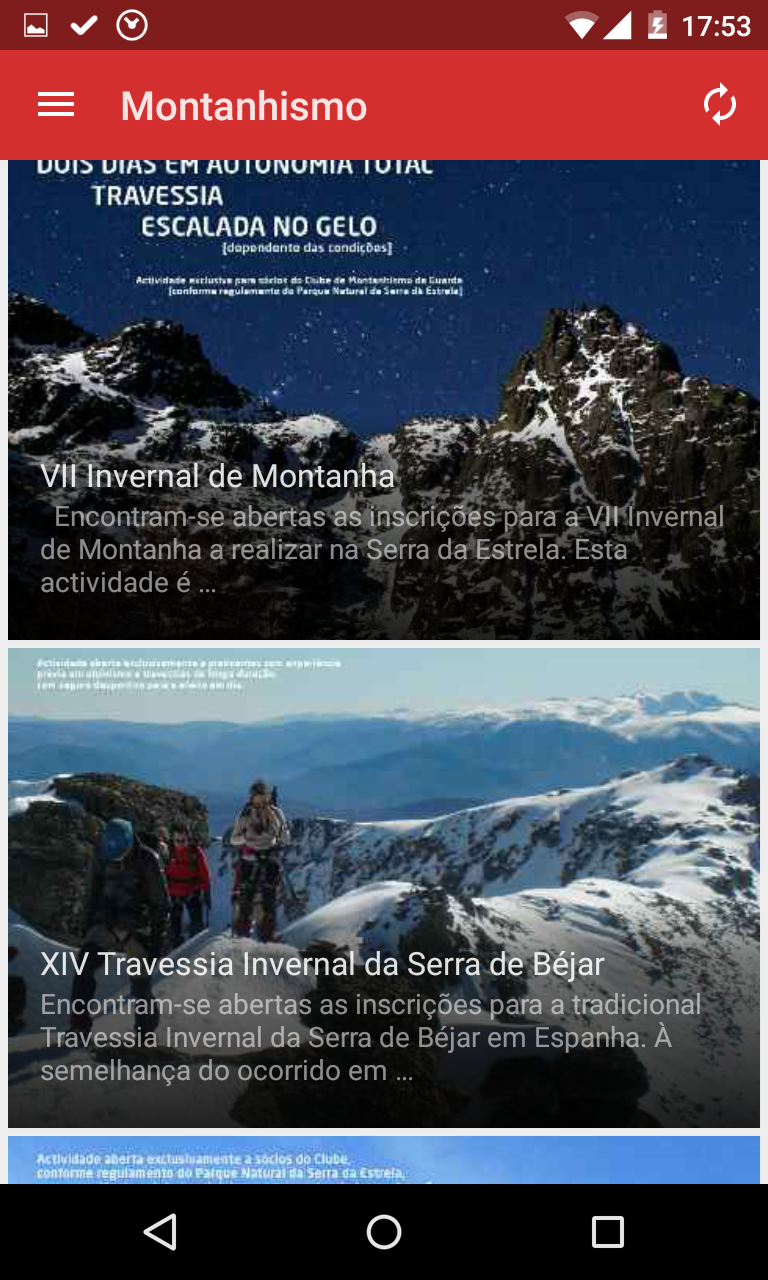 17:53
Montanhismo
DOIS DIAS EM AUTONOMIA TOTAL
TRAVESSIA
ESCALADA NO GELO
[dependente das condições]
Actividade exclusiva para sócios do Clube de Montanhismo da Guarda
[conforme regulamento do Parque Natural da Serra da Estrela]
VII Invernal de Montanha
Encontram-se abertas as inscrições para a VII Invernal
de Montanha a realizar na Serra da Estrela. Esta
actividade é ...
Actividade aberta exclusivamente a praticantes com experiência
prévia em alpinismo e travessias de longa duração,
com seguro desportivo para o efeito em dia.
XIV Travessia Invernal da Serra de Béjar
Encontram-se abertas as inscrições para a tradicional
Travessia Invernal da Serra de Béjar em Espanha. À
semelhança do ocorrido em ...
Actividade aberta exclusivamente a sócios do Clube,
conforme regulamento do Parque Natural da Serra da Estrela,